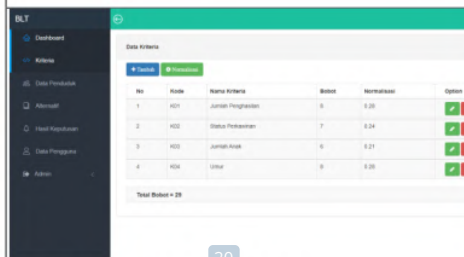 BLT
Dashboard
Kriteria
Data Penduduk
Alternatif
Hasil Keputusan
Data Pengguna
Admin
Data Kriteria
No Kode Nama Kriteria Bobot Normalisasi Option
1 K01 Jumlah Penghasilan 8 0.28
2 K02 Status Perkawinan 7 0.24
3 K03 Jumlah Anak 6 0.21
4 K04 Umur 8 0.28
Total Bobot = 29
20